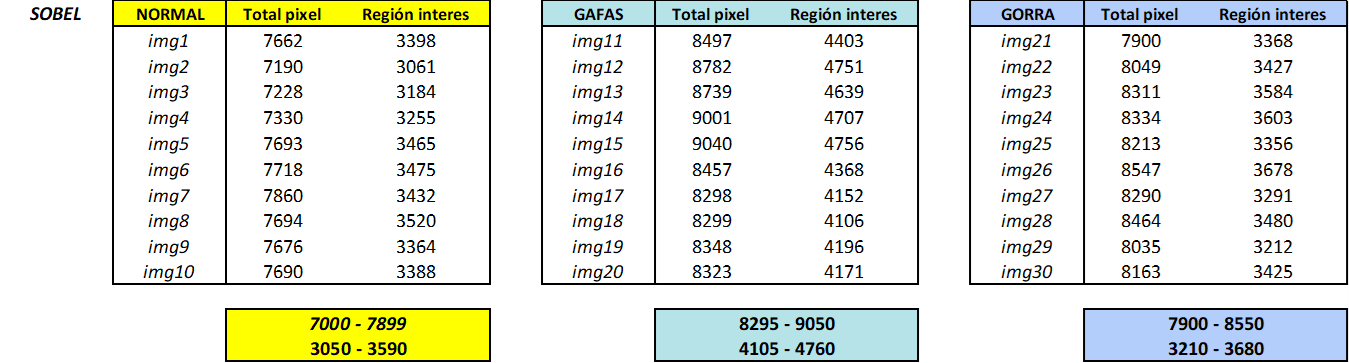 SOBEL NORMAL Total pixel Región interes GAFAS Total pixel Región interes GORRA Total pixel Región interes
img1 7662 3398 img11 8497 4403 img21 7900 3368
img2 7190 3061 img12 8782 4751 img22 8049 3427
img3 7228 3184 img13 8739 4639 img23 8311 3584
img4 7330 3255 img14 9001 4707 img24 8334 3603
img5 7693 3465 img15 9040 4756 img25 8213 3356
img6 7718 3475 img16 8457 4368 img26 8547 3678
img7 7860 3432 img17 8298 4152 img27 8290 3291
img8 7694 3520 img18 8299 4106 img28 8464 3480
img9 7676 3364 img19 8348 4196 img29 8035 3212
img10 7690 3388 img20 8323 4171 img30 8163 3425
7000 - 7899 8295 - 9050 7900 - 8550
3050 - 3590 4105 - 4760 3210 - 3680